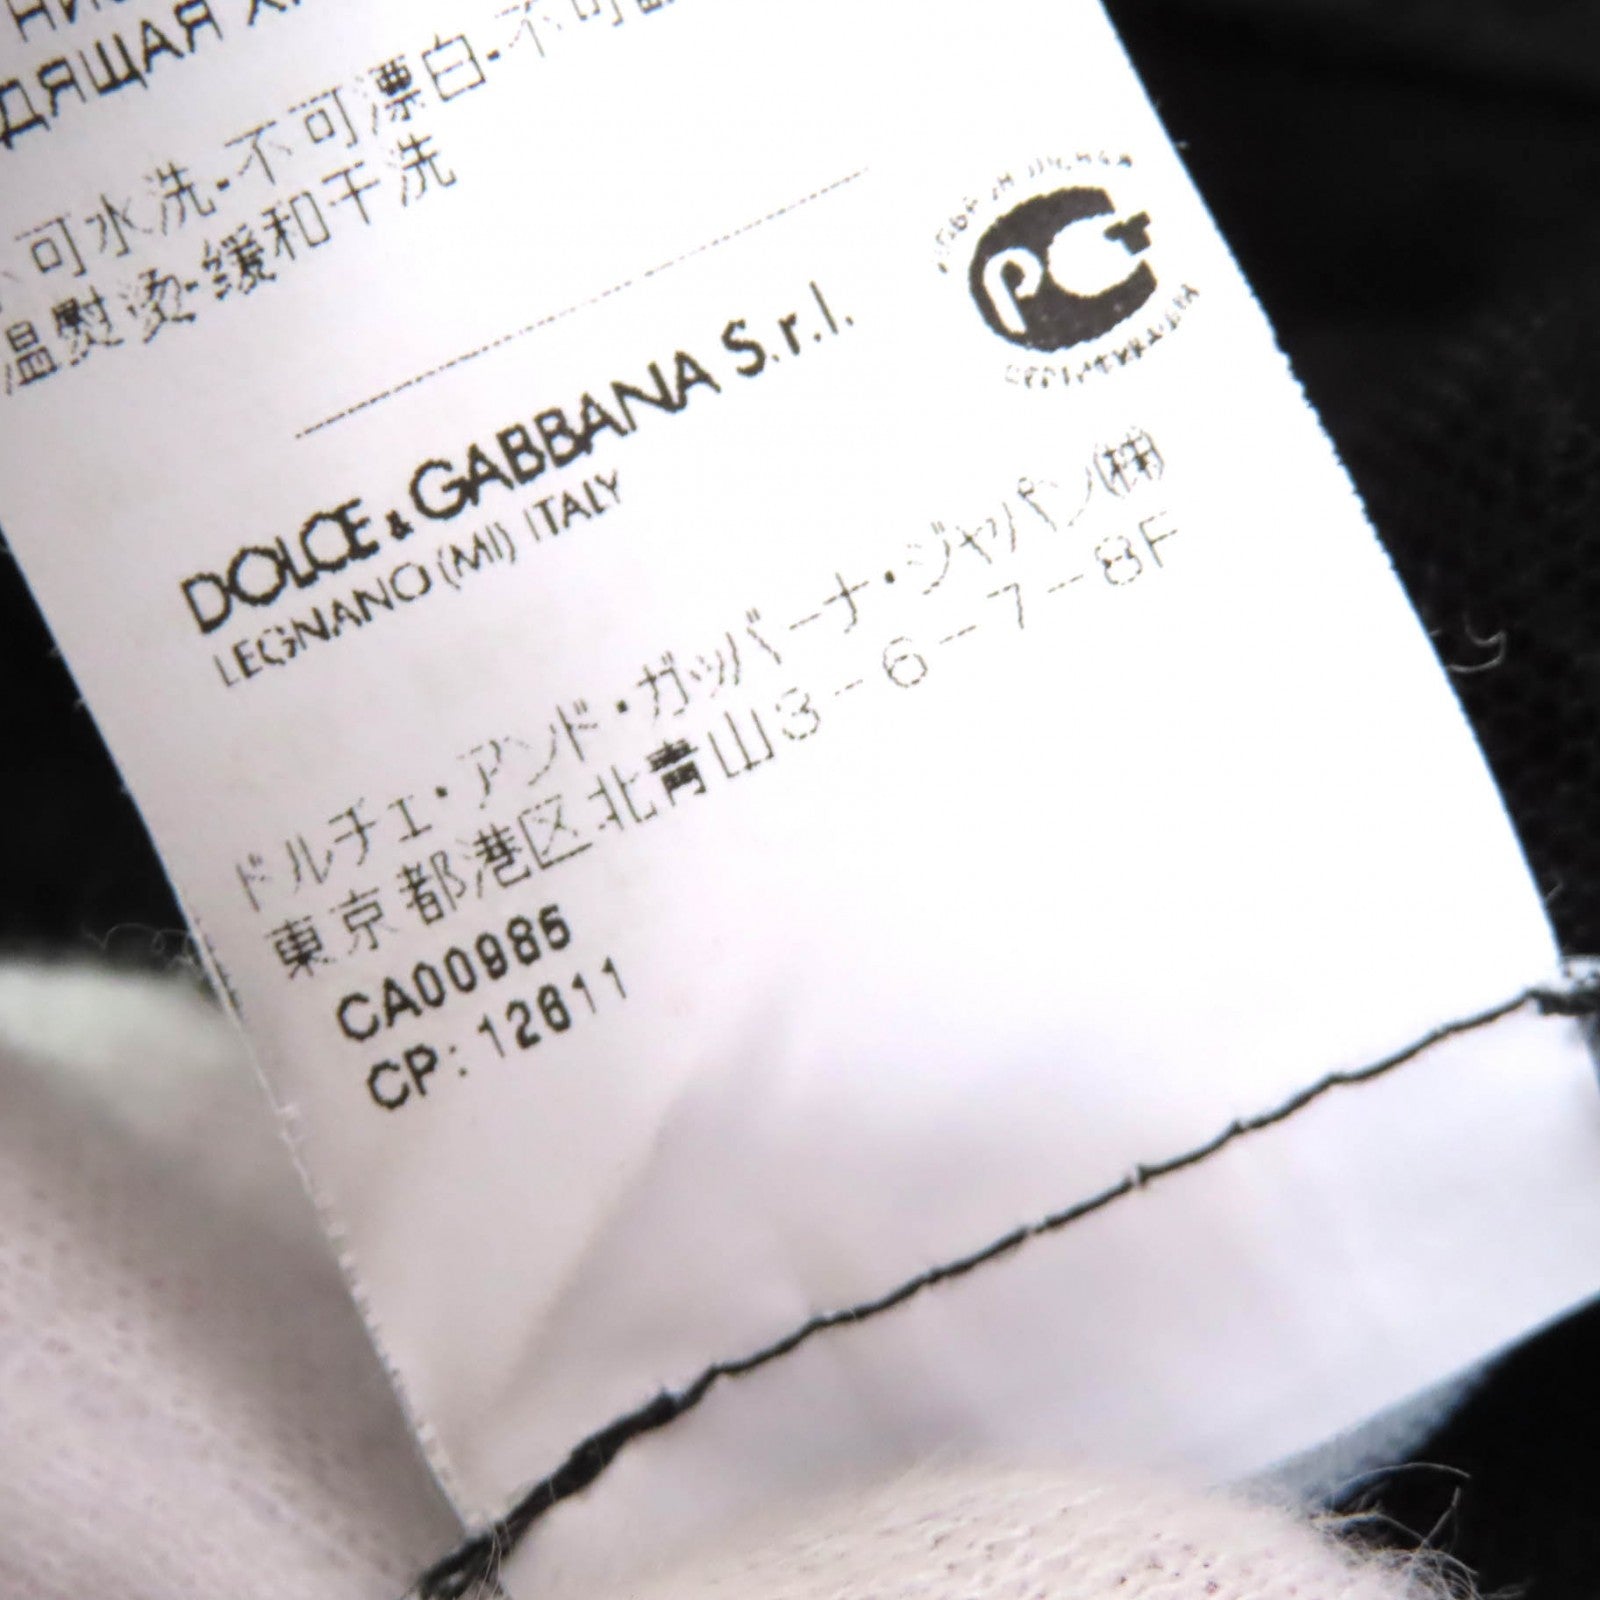 ДЯЩАЯ
可水洗-不可漂白-不可
温熨烫-缓和干洗
DOLCE & GABBANA S.r.l.
LEGNANO (MI) ITALY
ドルチェ・アンド・ガッバーナ・ジャパン(株)
東京都港区北青山3-6-7-8F
CA00986
CP: 12611